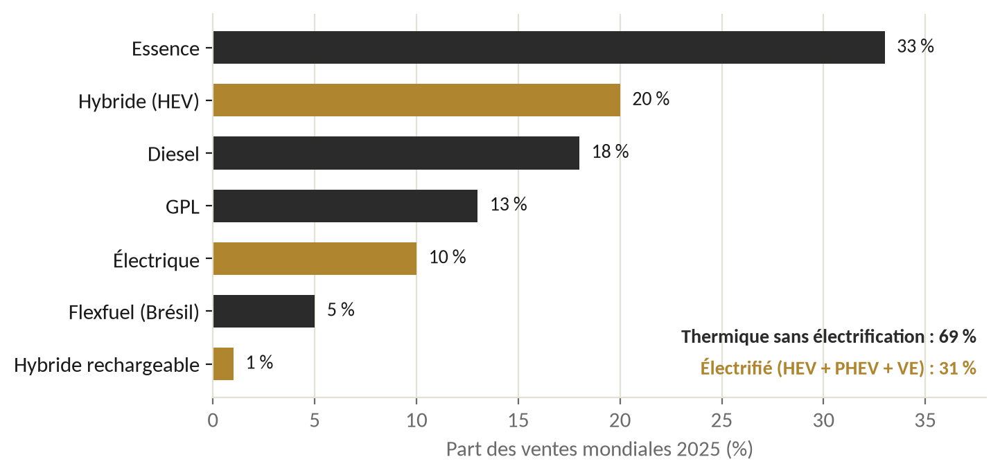 Essence
33 %
Hybride (HEV)
20 %
Diesel
18 %
GPL
13 %
Électrique
10 %
Flexfuel (Brésil)
5 %
Thermique sans électrification : 69 %
Hybride rechargeable
1 %
Électrifié (HEV + PHEV + VE) : 31 %
0 5 10 15 20 25 30 35
Part des ventes mondiales 2025 (%)